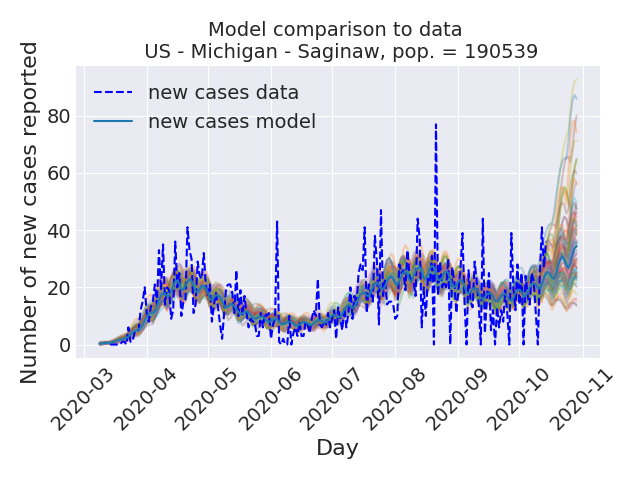 Model comparison to data
US - Michigan - Saginaw, pop. = 190539
Number of new cases reported
80
60
40
20
0
new cases data
new cases model
2020-03
2020-04
2020-05
2020-06
2020-07
2020-08
2020-09
2020-10
2020-11
Day